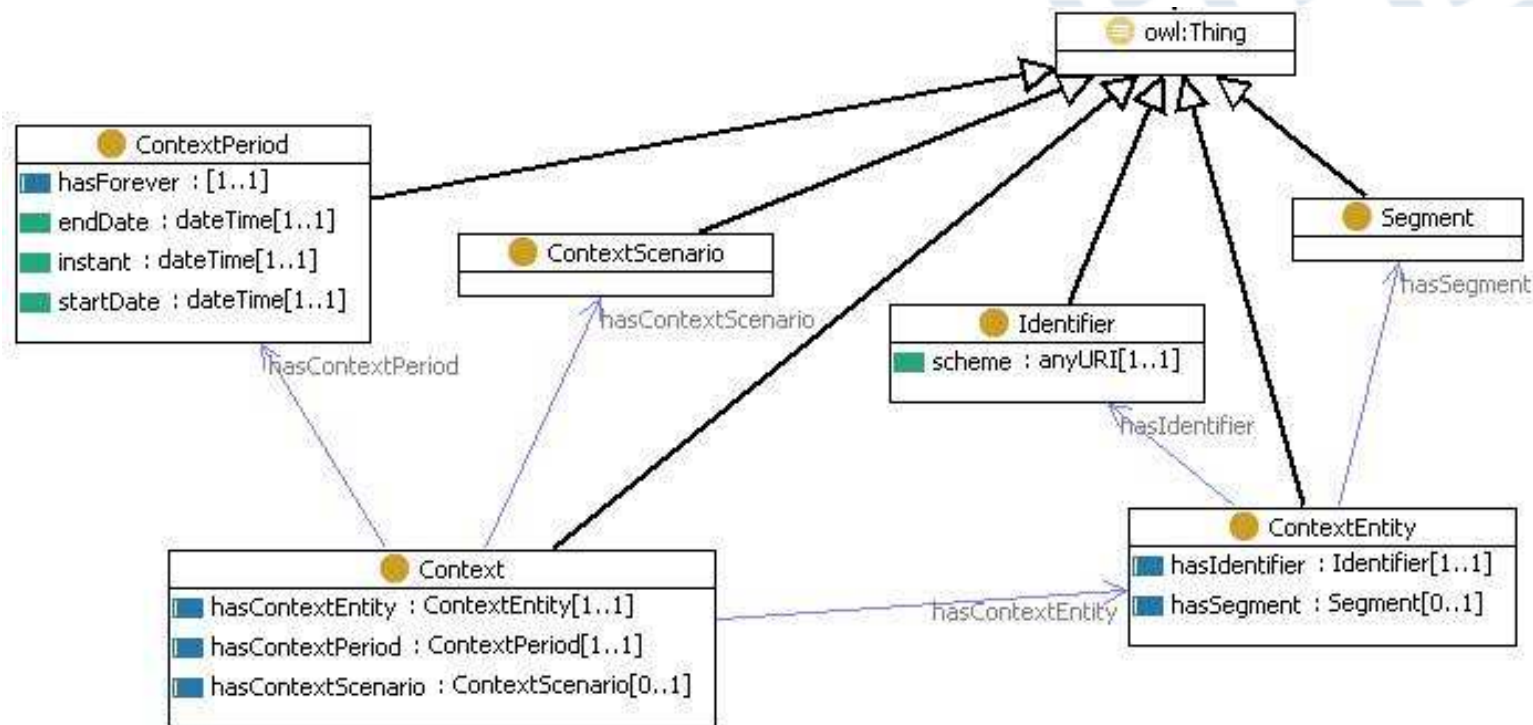 owl:Thing
ContextPeriod
hasForever : [1..1]
endDate : dateTime[1..1]
instant : dateTime[1..1]
startDate : dateTime[1..1]
ContextScenario
Segment
hasSegment
hasContextScenario
Identifier
scheme : anyURI[1..1]
hasContextPeriod
hasIdentifier
ContextEntity
hasIdentifier : Identifier[1..1]
hasSegment : Segment[0..1]
Context
hasContextEntity : ContextEntity[1..1]
hasContextPeriod : ContextPeriod[1..1]
hasContextScenario : ContextScenario[0..1]
hasContextEntity